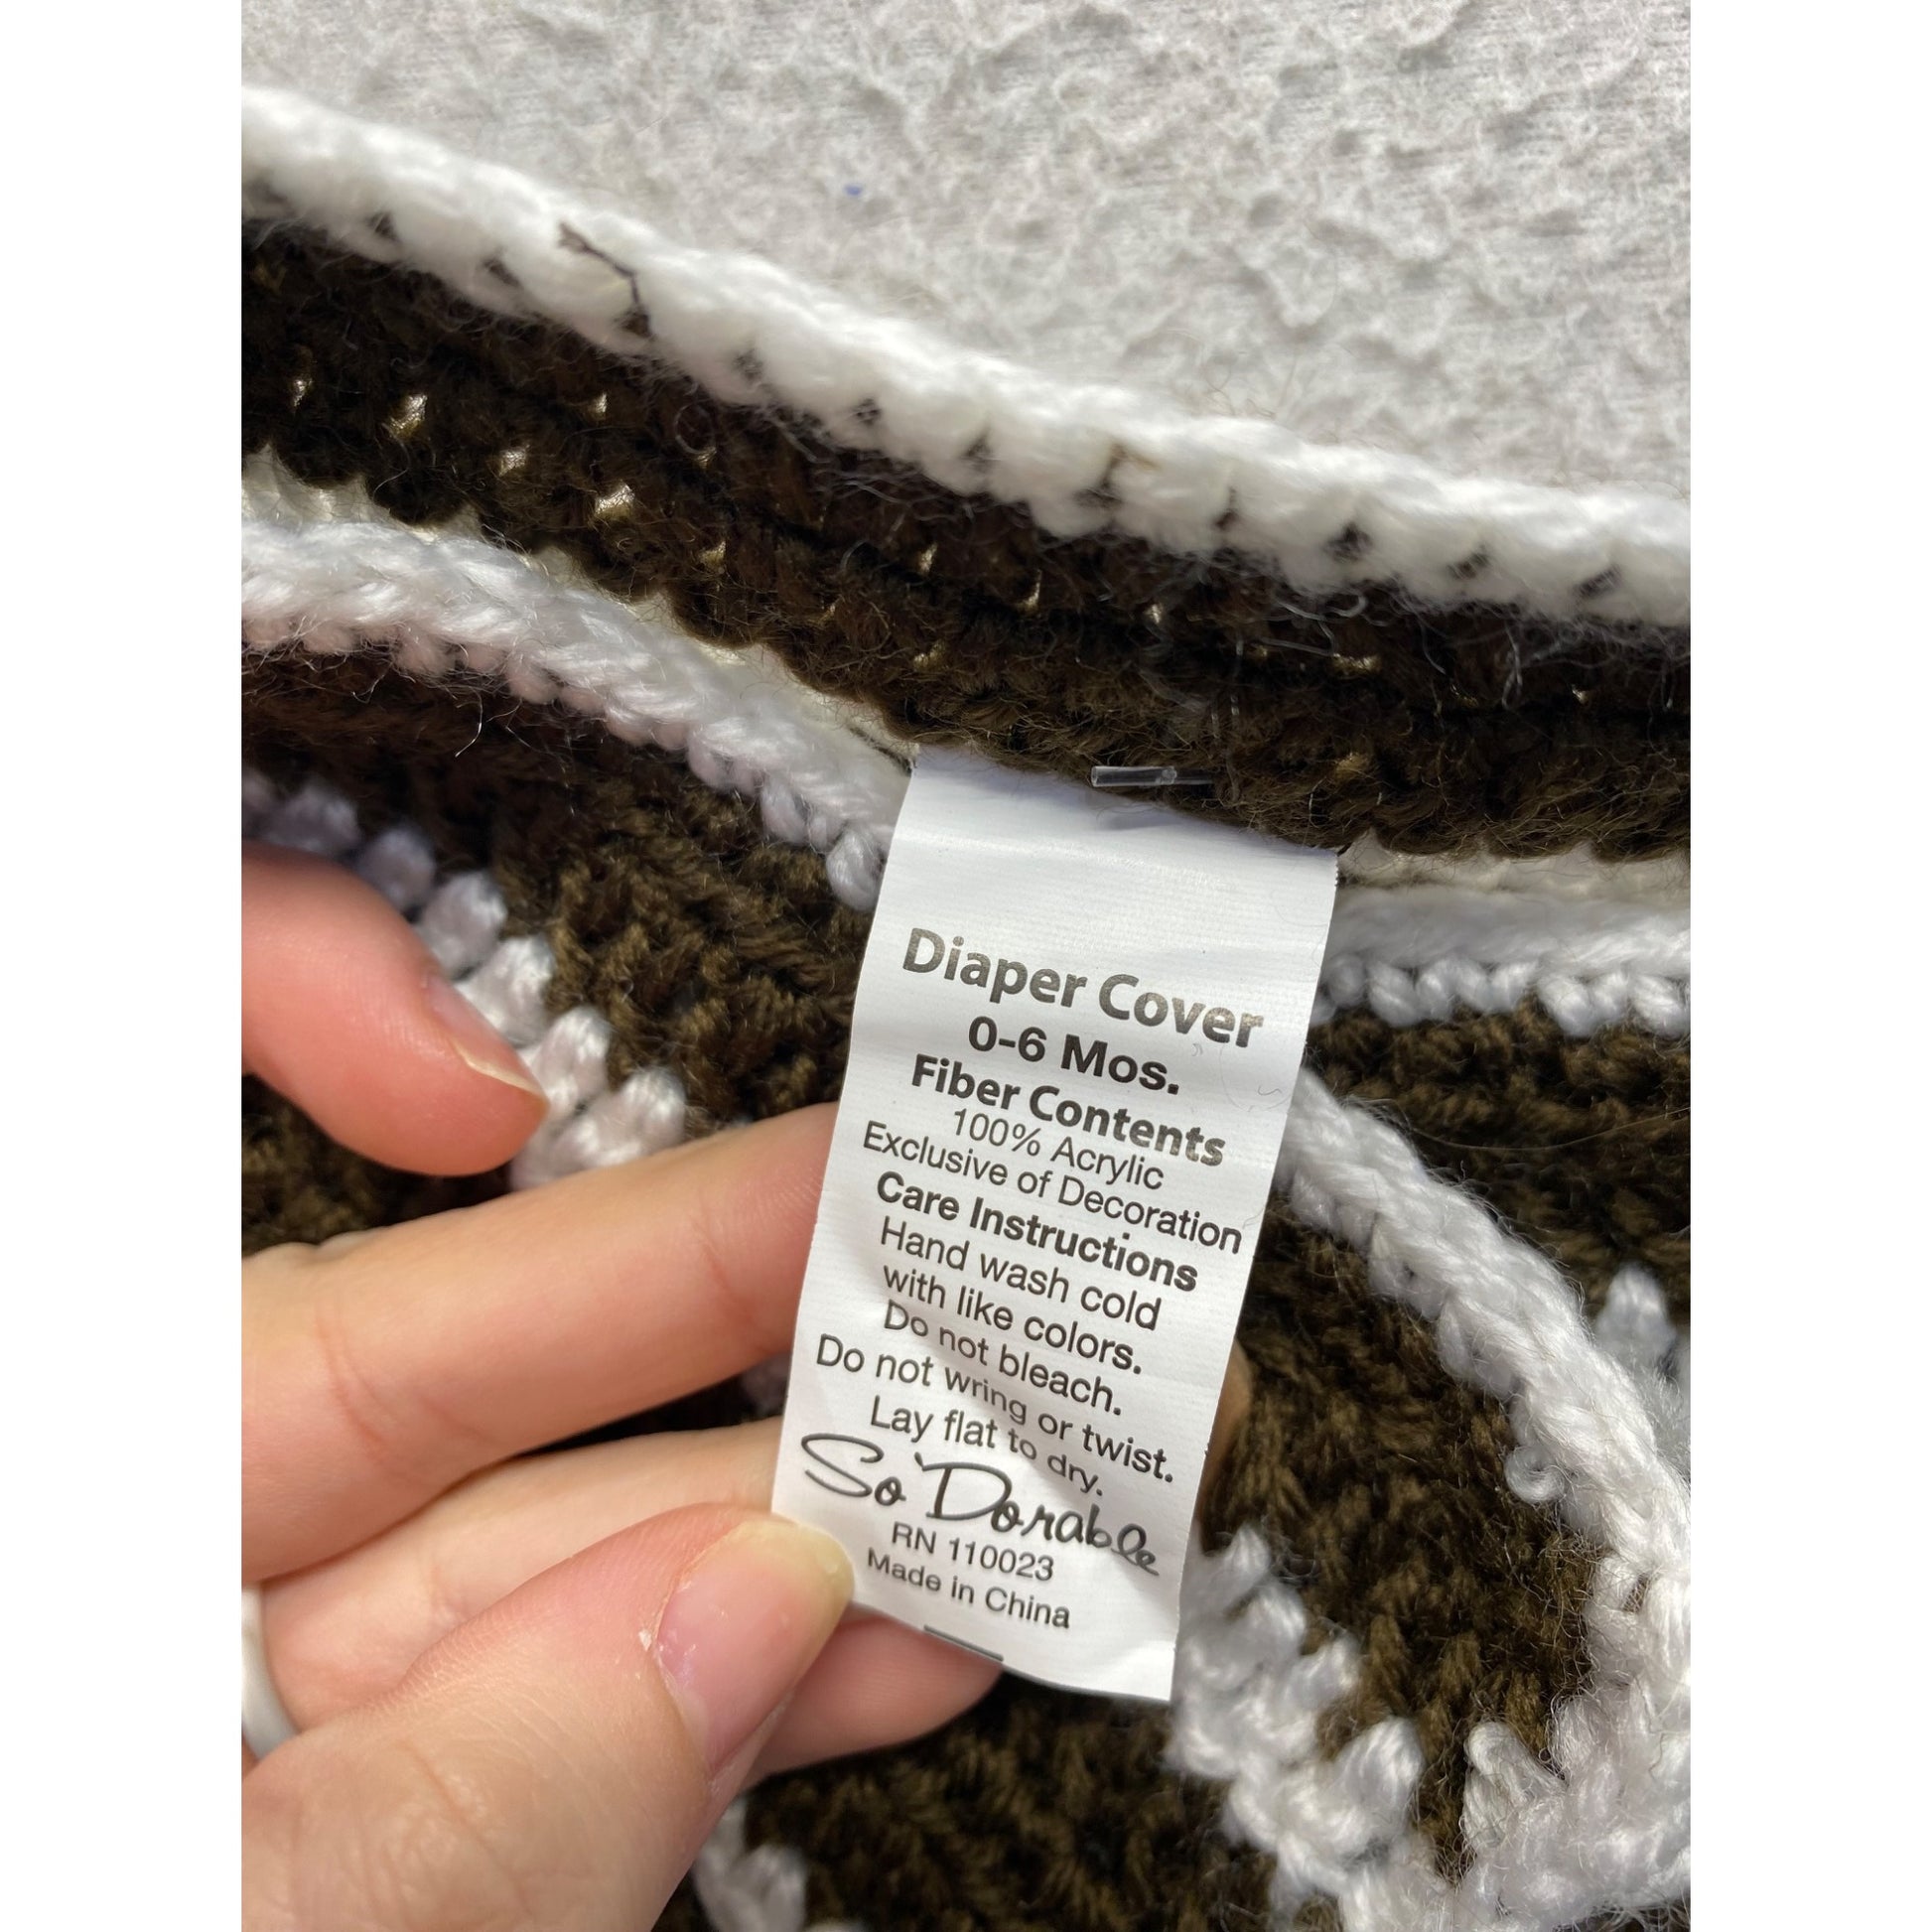 Diaper Cover
0-6 Mos.
Fiber Contents
100% Acrylic
Exclusive of Decoration
Care Instructions
Hand wash cold
with like colors.
Do not bleach.
Do not wring or twist.
Lay flat to dry.
So 'Dorable
RN 110023
Made in China